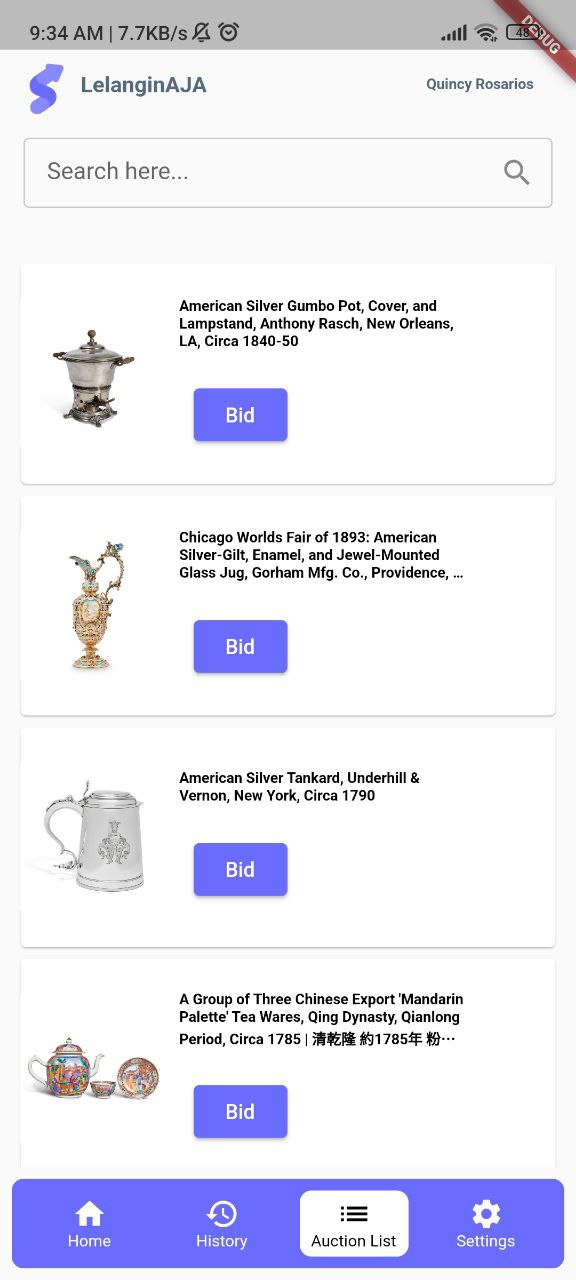 9:34 AM | 7.7KB/s
48
DEBUG
LelanginAJA
Quincy Rosarios
Search here...
American Silver Gumbo Pot, Cover, and
Lampstand, Anthony Rasch, New Orleans,
LA, Circa 1840-50
Bid
Chicago Worlds Fair of 1893: American
Silver-Gilt, Enamel, and Jewel-Mounted
Glass Jug, Gorham Mfg. Co., Providence, ...
Bid
American Silver Tankard, Underhill &
Vernon, New York, Circa 1790
Bid
A Group of Three Chinese Export 'Mandarin
Palette' Tea Wares, Qing Dynasty, Qianlong
Period, Circa 1785 | 清乾隆 約1785年 粉…
Bid
Home
History
Auction List
Settings